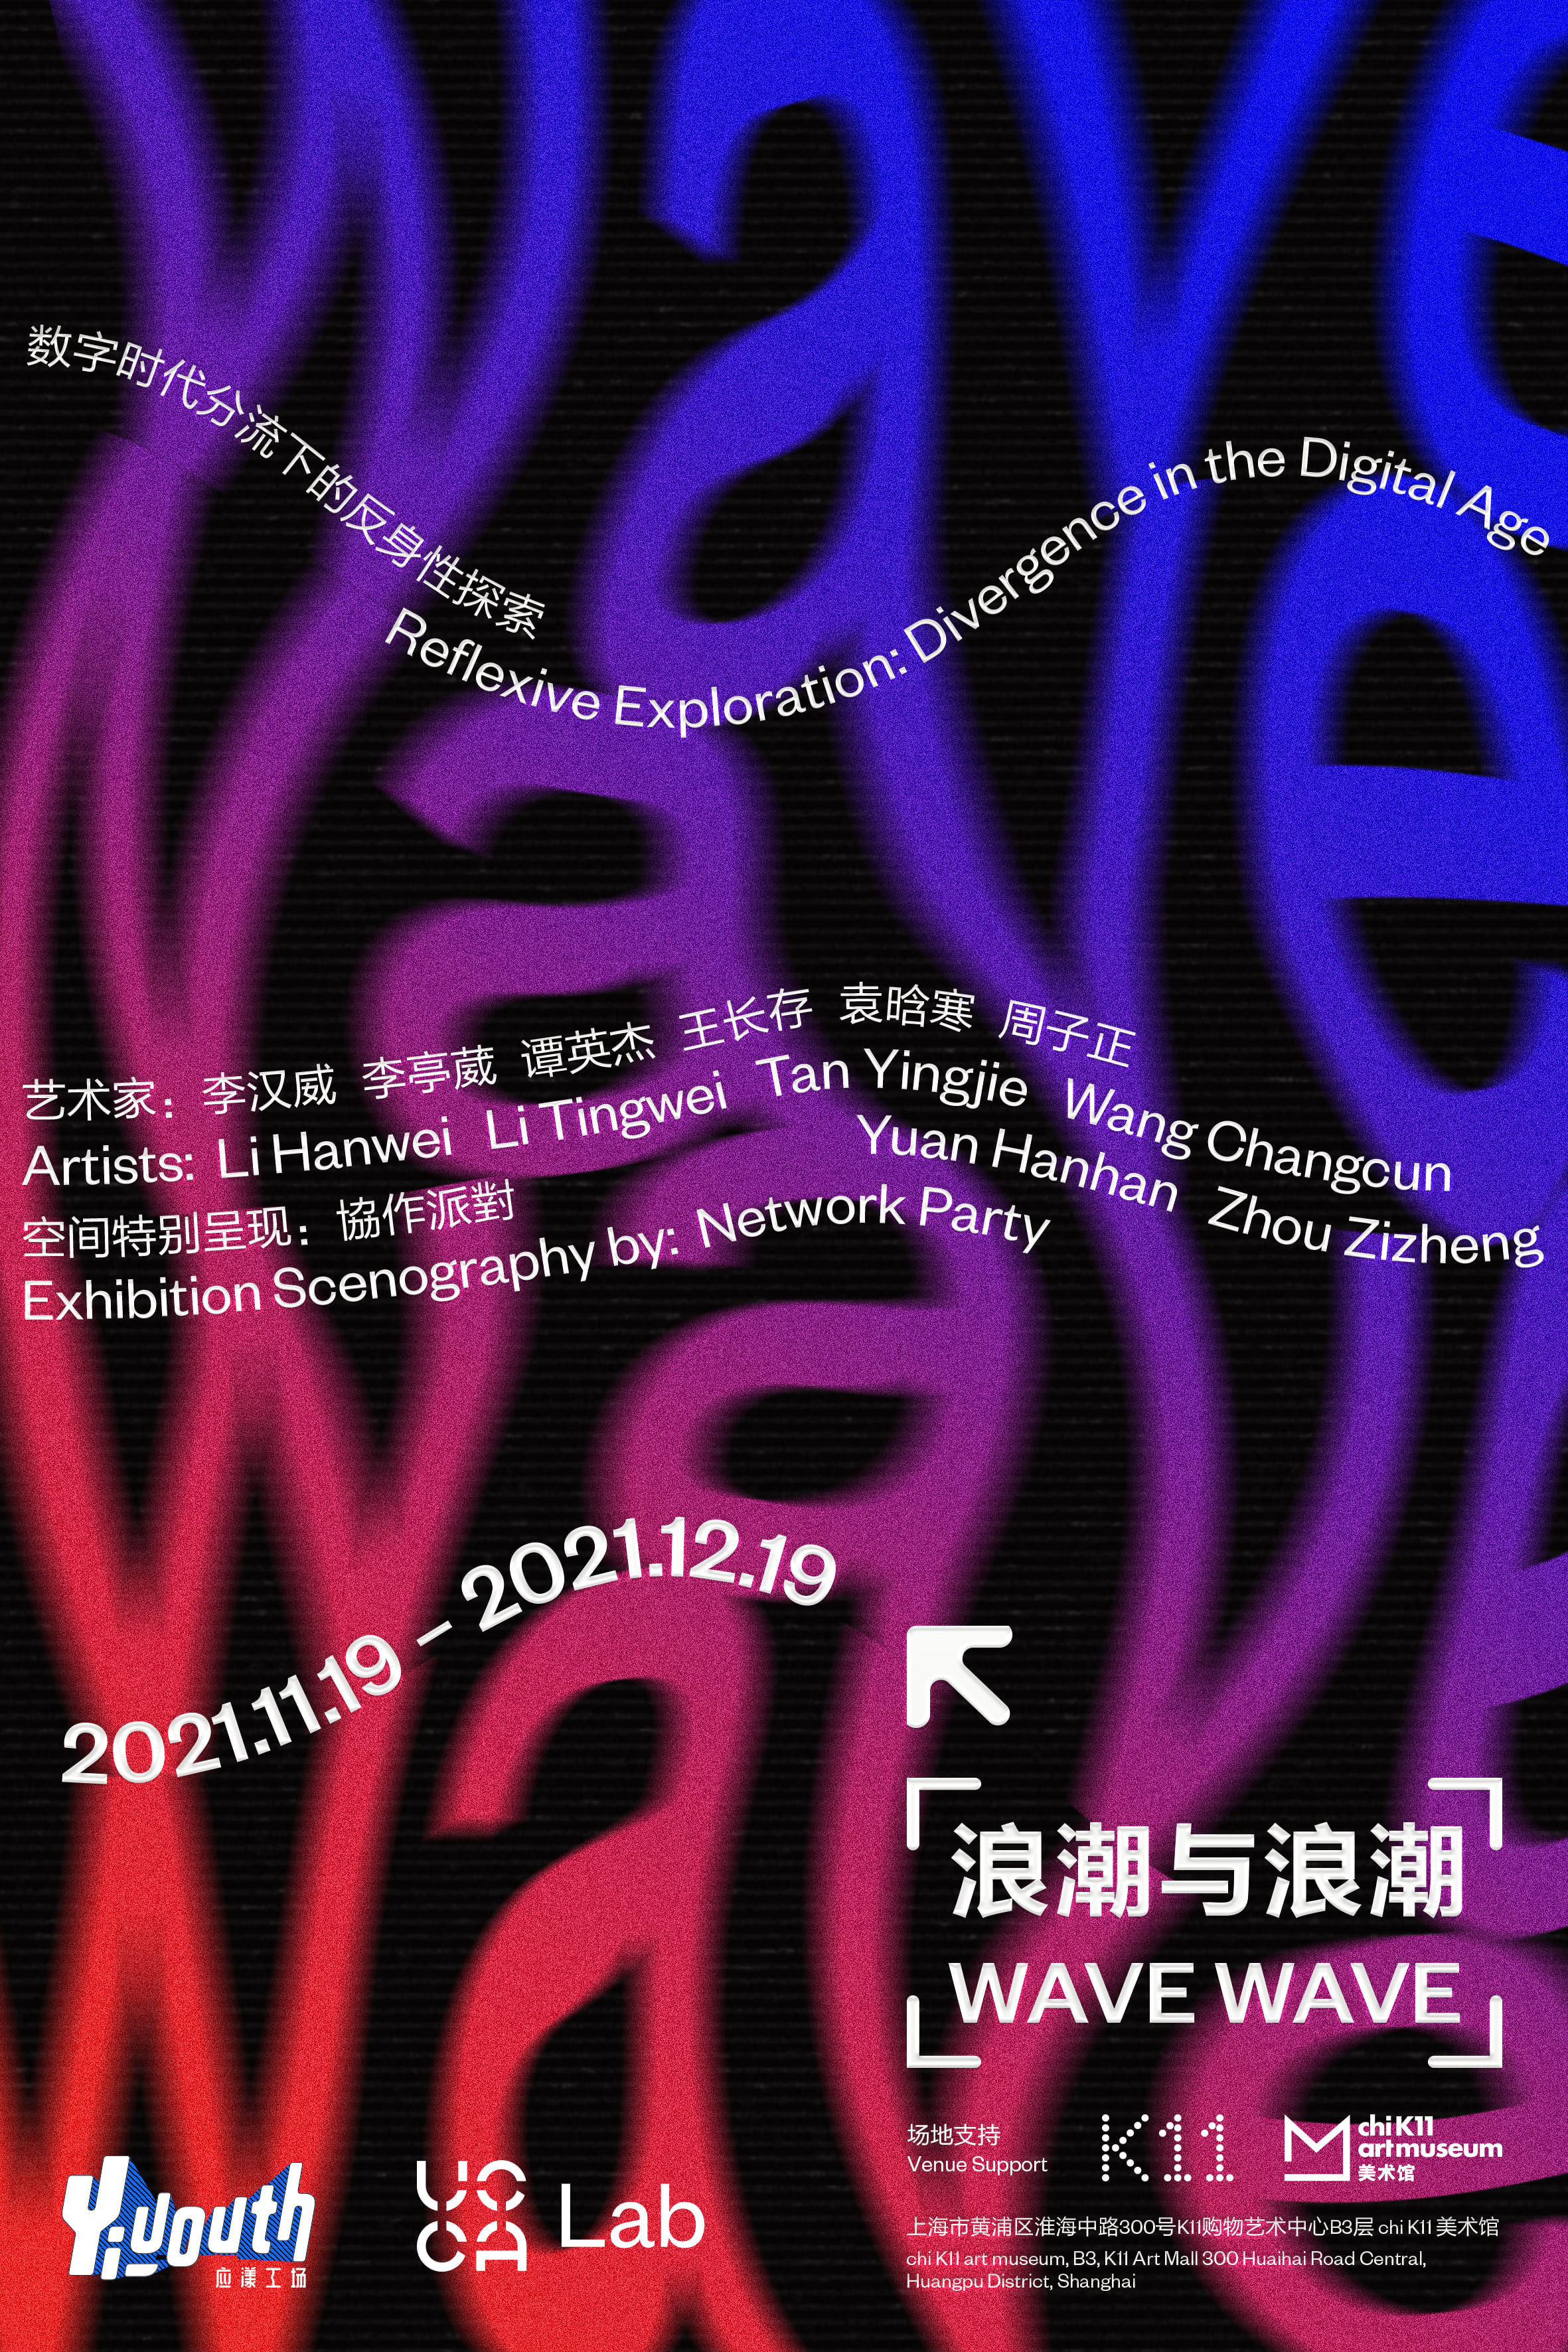 wave
wave
wave
wave
数字时代分流下的反身性探索
Reflexive Exploration: Divergence in the Digital Age
艺术家：李汉威 李亭葳 谭英杰 王长存 袁晗寒 周子正
Artists: Li Hanwei Li Tingwei Tan Yingjie Wang Changcun
Yuan Hanhan Zhou Zizheng
空间特别呈现：協作派對
Exhibition Scenography by: Network Party
2021.11.19 – 2021.12.19
浪潮与浪潮
WAVE WAVE
场地支持
Venue Support
K11
chi K11
art museum
美术馆
Yi:youth
应漾工场
UCCA Lab
上海市黄浦区淮海中路300号K11购物艺术中心B3层 chi K11 美术馆
chi K11 art museum, B3, K11 Art Mall 300 Huaihai Road Central,
Huangpu District, Shanghai